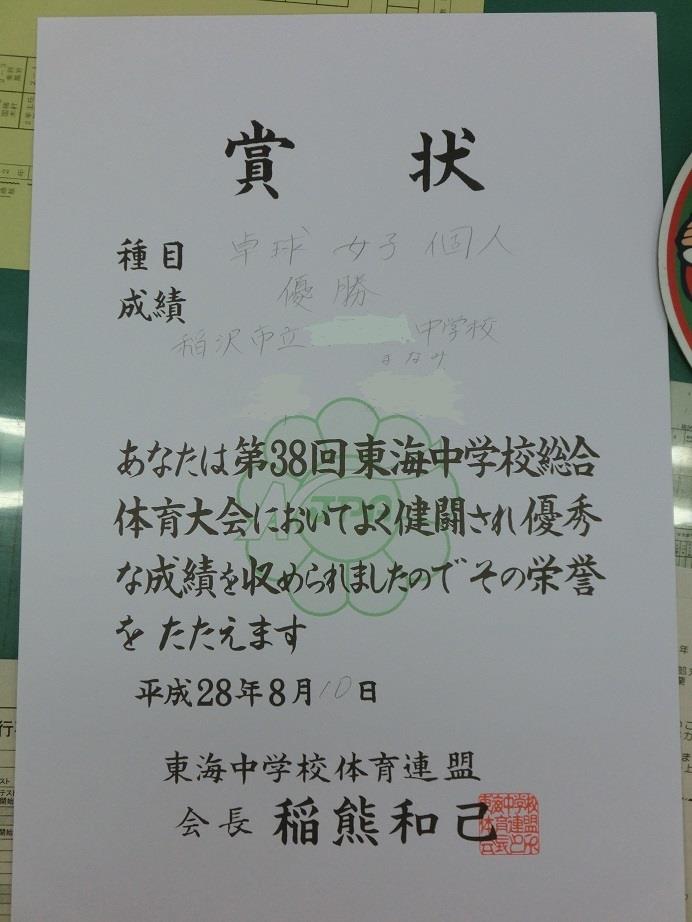 賞状
種目 卓球 女子 個人
成績 優勝
稲沢市立 中学校
まなみ
あなたは第38回東海中学校総合
体育大会においてよく健闘され優秀
な成績を収められましたのでその栄誉
をたたえます
平成28年8月10日
東海中学校体育連盟
会長 稲熊和己